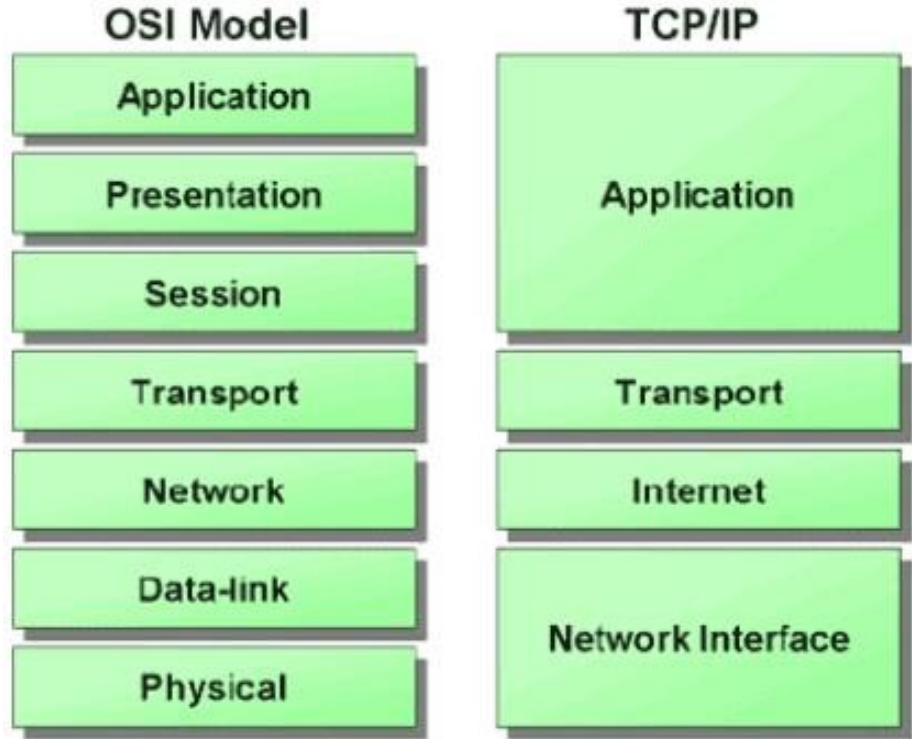 OSI Model
Application
Presentation
Session
Transport
Network
Data-link
Physical
TCP/IP
Application
Transport
Internet
Network Interface